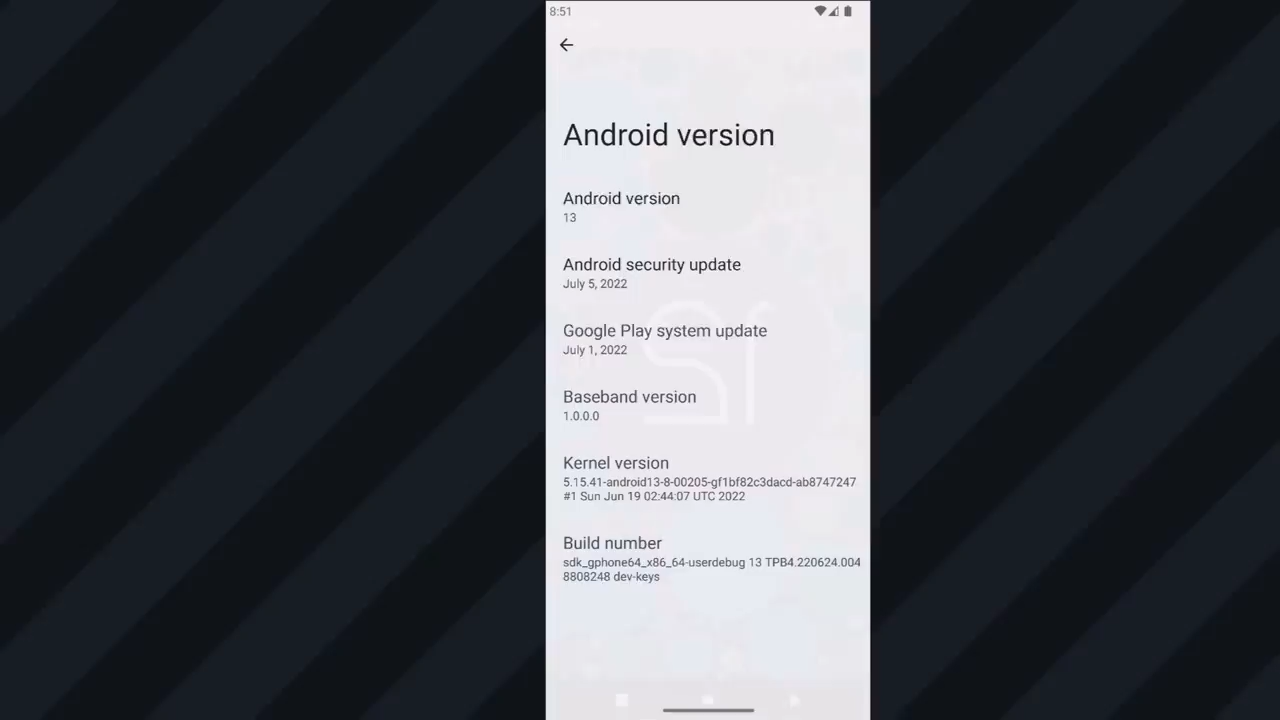 8:51
Android version
Android version
13
Android security update
July 5, 2022
Google Play system update
July 1, 2022
Baseband version
1.0.0.0
Kernel version
5.15.41-android13-8-00205-gf1bf82c3dacd-ab8747247
#1 Sun Jun 19 02:44:07 UTC 2022
Build number
sdk_gphone64_x86_64-userdebug 13 TPB4.220624.004
8808248 dev-keys